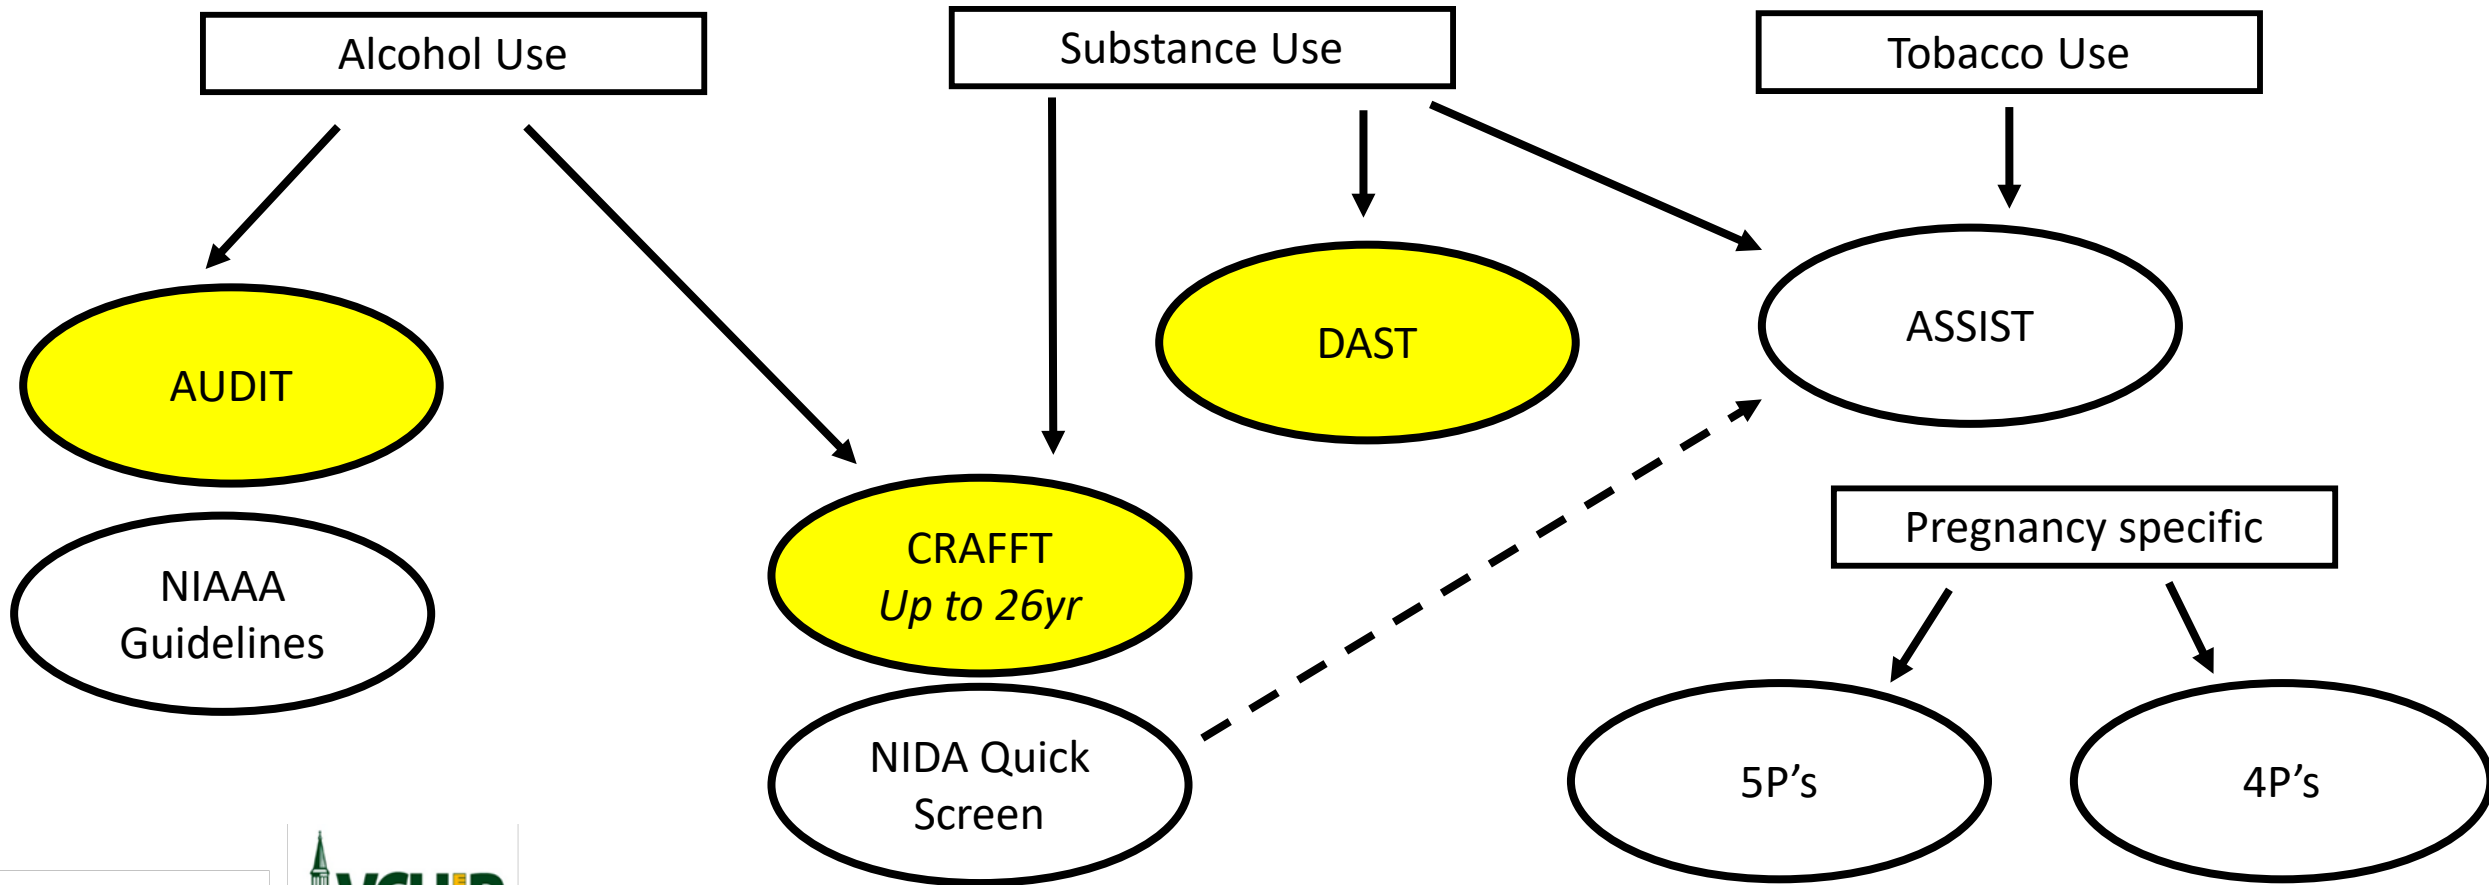 Alcohol Use
Substance Use
Tobacco Use
AUDIT
DAST
ASSIST
NIAAA
Guidelines
CRAFFT
Up to 26yr
Pregnancy specific
NIDA Quick
Screen
5P’s
4P’s